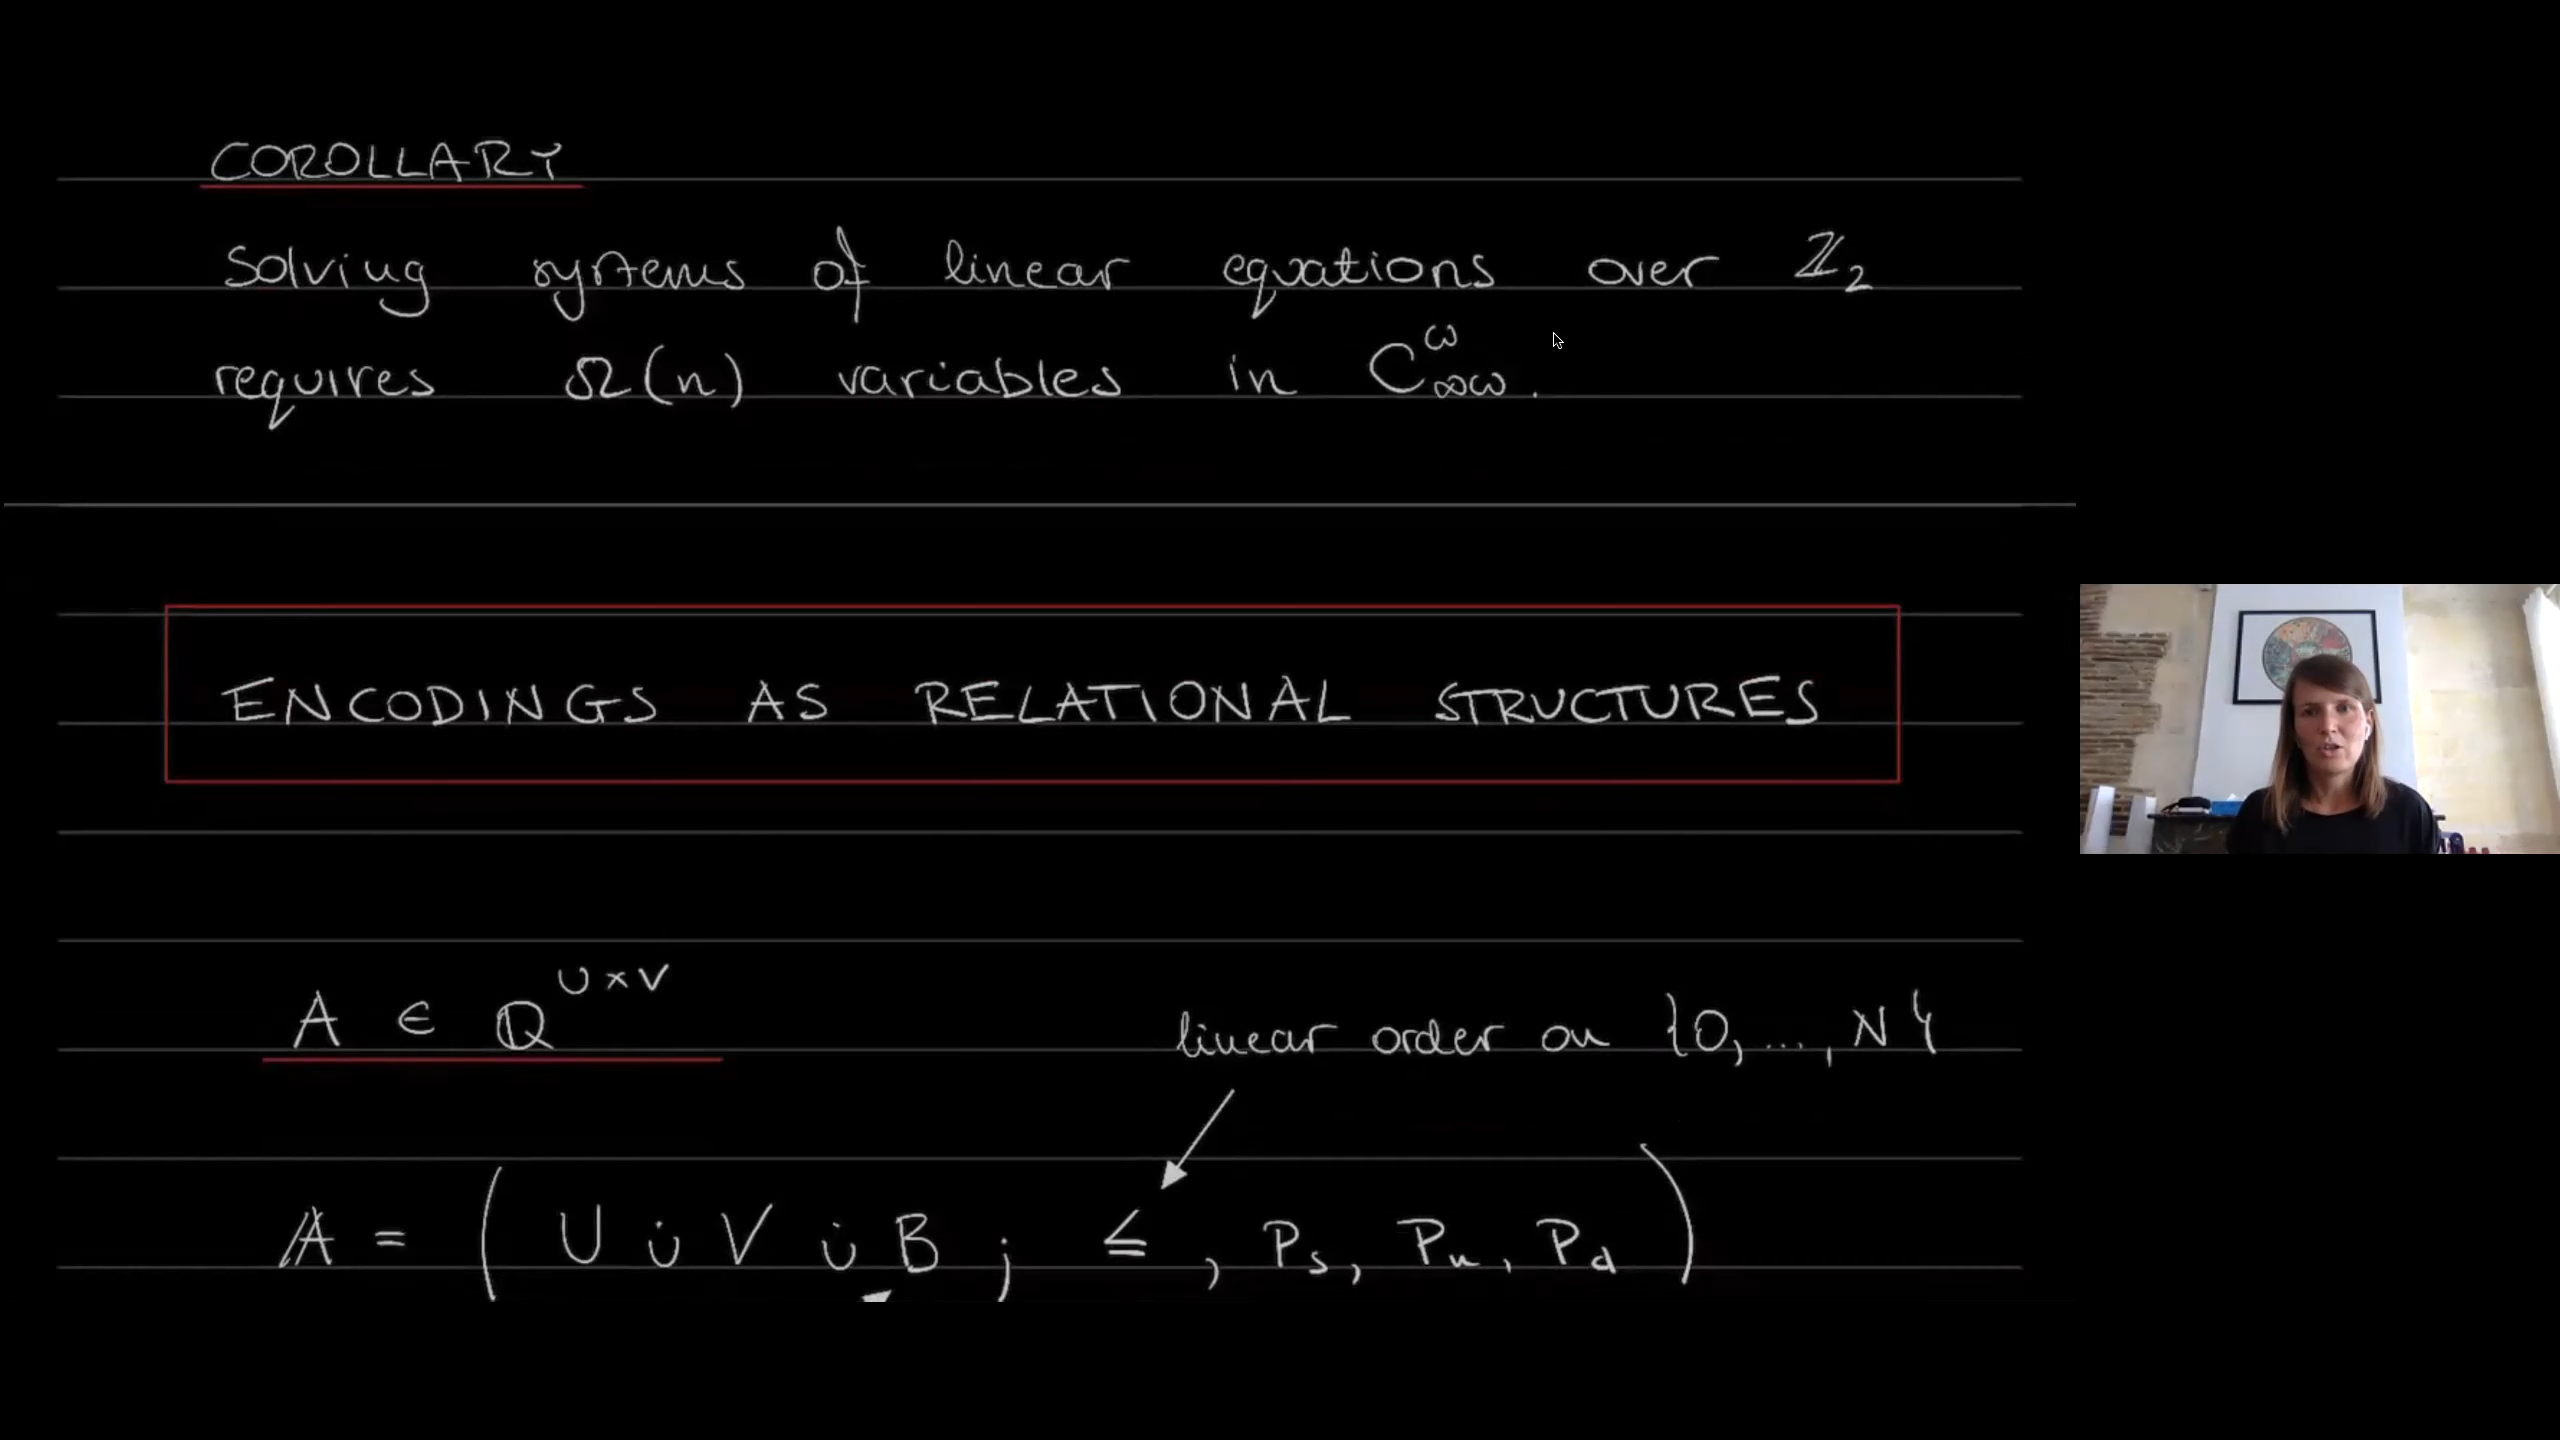 COROLLARY
Solving systems of linear equations over ℤ₂
requires Ω(n) variables in C^ω_∞ω.
ENCODINGS AS RELATIONAL STRUCTURES
A ∈ ℚ^U×V
linear order on {0, ..., N}
𝔸 = ( U ∪̇ V ∪̇ B ; ≤ , P_s, P_n, P_d )